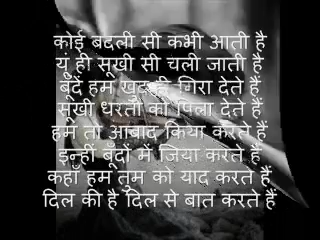 कोई बदली सी कभी आती है
यूं ही सूखी सी चली जाती है
बूँदें हम खुद ही गिरा देते हैं
सूखी धरती को पिला देते हैं
हम तो आबाद किया करते हैं
इन्हीं बूँदों में जिया करते हैं
कहाँ हम तुम को याद करते हैं
दिल की है दिल से बात करते हैं